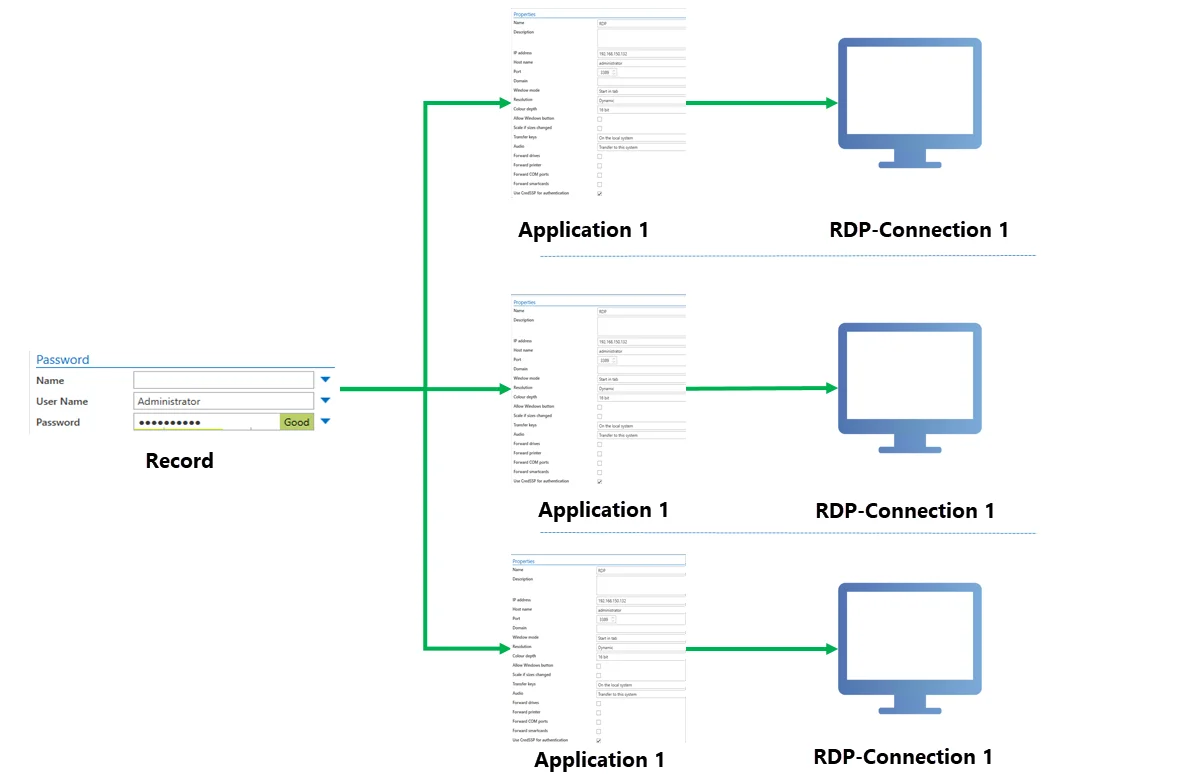 Properties
Name RDP
Description
IP address 192.168.150.132
Host name administrator
Port 3389
Domain
Window mode Start in tab
Resolution Dynamic
Colour depth 16 bit
Allow Windows button
Scale if sizes changed
Transfer keys On the local system
Audio Transfer to this system
Forward drives
Forward printer
Forward COM ports
Forward smartcards
Use CredSSP for authentication
Application 1
RDP-Connection 1
Properties
Name RDP
Description
IP address 192.168.150.132
Host name administrator
Port 3389
Domain
Window mode Start in tab
Resolution Dynamic
Colour depth 16 bit
Allow Windows button
Scale if sizes changed
Transfer keys On the local system
Audio Transfer to this system
Forward drives
Forward printer
Forward COM ports
Forward smartcards
Use CredSSP for authentication
Password
Name
User Name Administrator
Password ●●●●●●●●●● Good
Record
Application 1
RDP-Connection 1
Properties
Name RDP
Description
IP address 192.168.150.132
Host name administrator
Port 3389
Domain
Window mode Start in tab
Resolution Dynamic
Colour depth 16 bit
Allow Windows button
Scale if sizes changed
Transfer keys On the local system
Audio Transfer to this system
Forward drives
Forward printer
Forward COM ports
Forward smartcards
Use CredSSP for authentication
Application 1
RDP-Connection 1